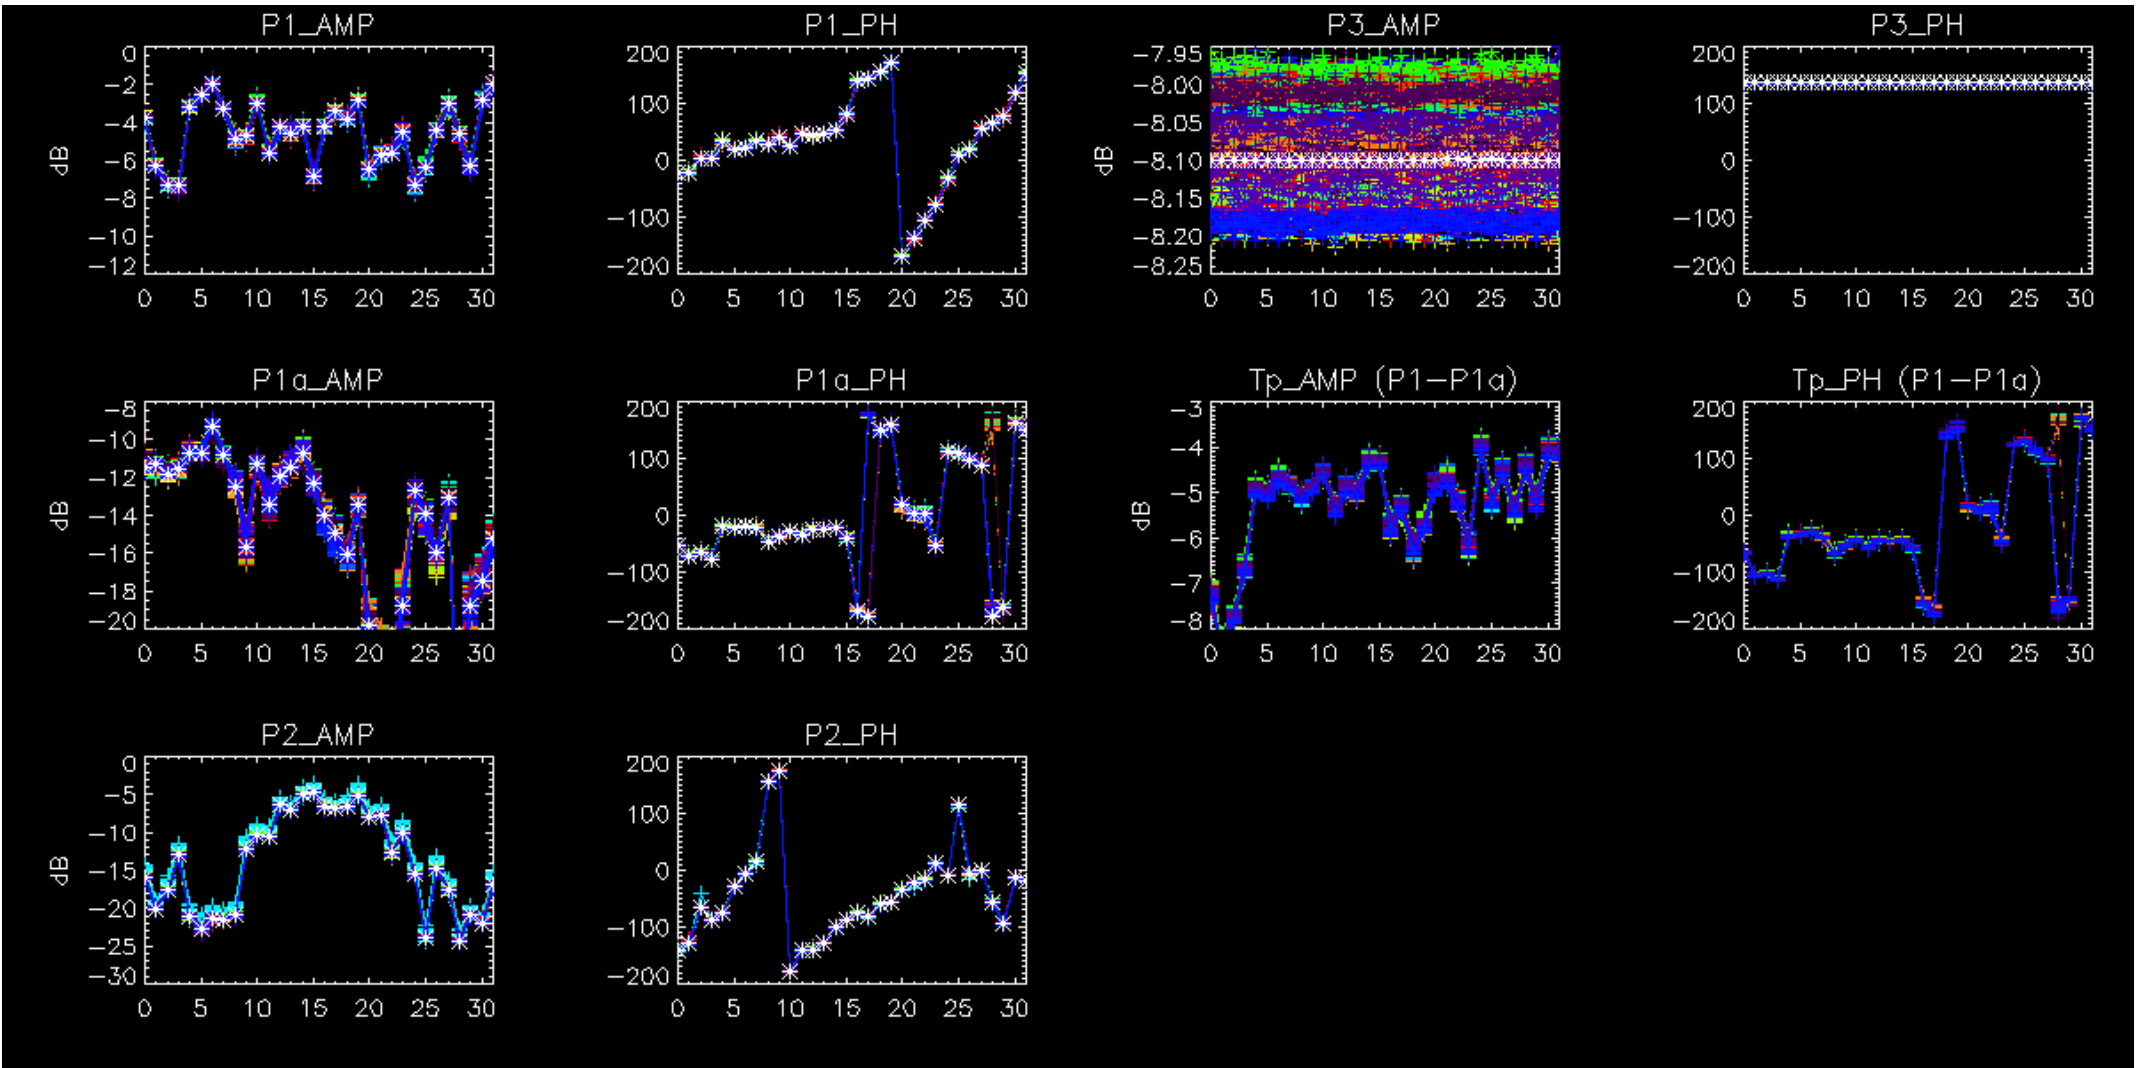 P1_AMP
0
−2
−4
−6
−8
−10
−12
dB
0 5 10 15 20 25 30
P1_PH
200
100
0
−100
−200
0 5 10 15 20 25 30
P3_AMP
−7.95
−8.00
−8.05
−8.10
−8.15
−8.20
−8.25
dB
0 5 10 15 20 25 30
P3_PH
200
100
0
−100
−200
0 5 10 15 20 25 30
P1a_AMP
−8
−10
−12
−14
−16
−18
−20
dB
0 5 10 15 20 25 30
P1a_PH
200
100
0
−100
−200
0 5 10 15 20 25 30
Tp_AMP (P1−P1a)
−3
−4
−5
−6
−7
−8
dB
0 5 10 15 20 25 30
Tp_PH (P1−P1a)
200
100
0
−100
−200
0 5 10 15 20 25 30
P2_AMP
0
−5
−10
−15
−20
−25
−30
dB
0 5 10 15 20 25 30
P2_PH
200
100
0
−100
−200
0 5 10 15 20 25 30